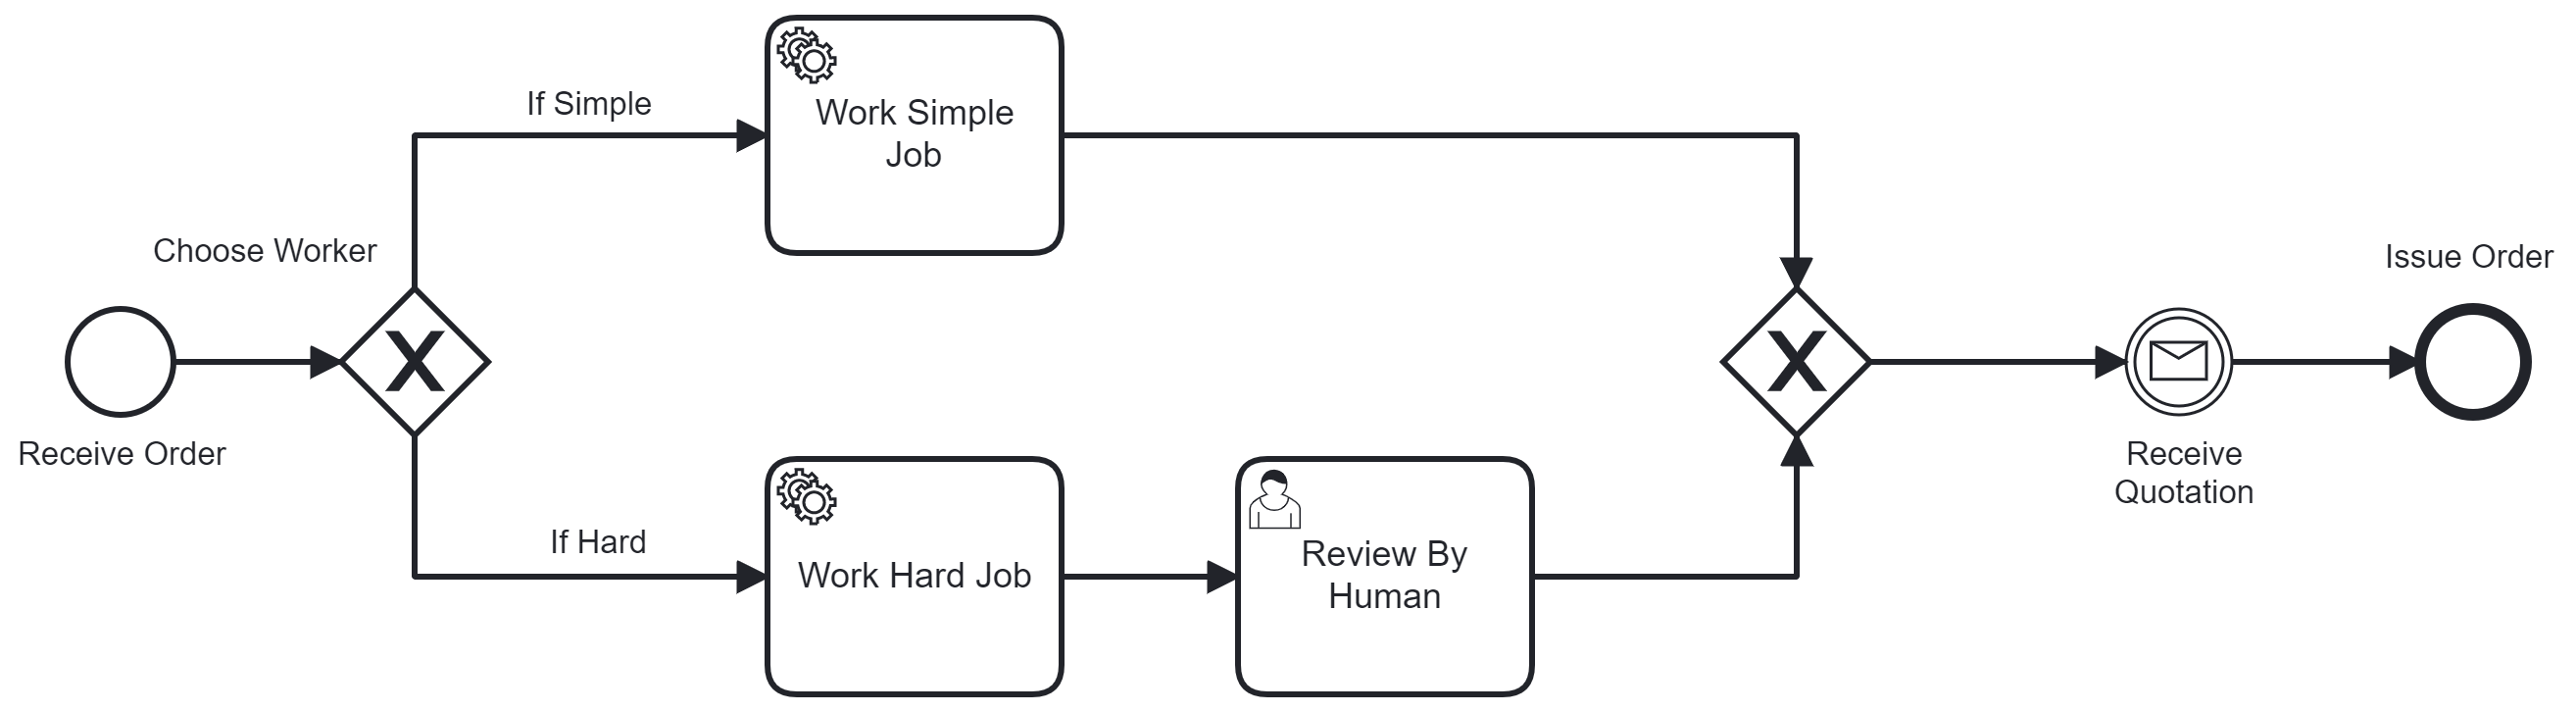 Receive Order
Choose Worker
If Simple
Work Simple
Job
If Hard
Work Hard Job
Review By
Human
Receive
Quotation
Issue Order